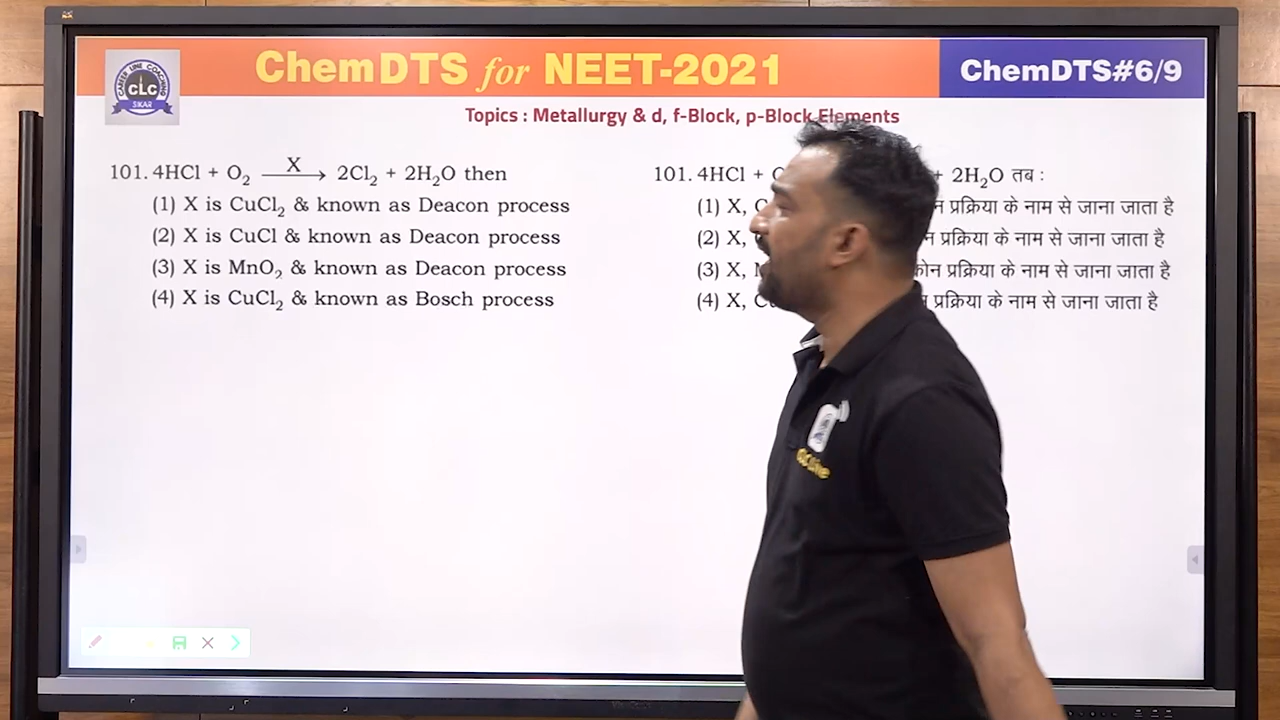 CAREER LINE COACHING
CLC
SIKAR
ChemDTS for NEET-2021
ChemDTS#6/9
Topics : Metallurgy & d, f-Block, p-Block Elements
101. 4HCl + O₂ —X→ 2Cl₂ + 2H₂O then
(1) X is CuCl₂ & known as Deacon process
(2) X is CuCl & known as Deacon process
(3) X is MnO₂ & known as Deacon process
(4) X is CuCl₂ & known as Bosch process
101. 4HCl + + 2H₂O तब :
(1) X, प्रक्रिया के नाम से जाना जाता है
(2) X, प्रक्रिया के नाम से जाना जाता है
(3) X, प्रक्रिया के नाम से जाना जाता है
(4) X, प्रक्रिया के नाम से जाना जाता है